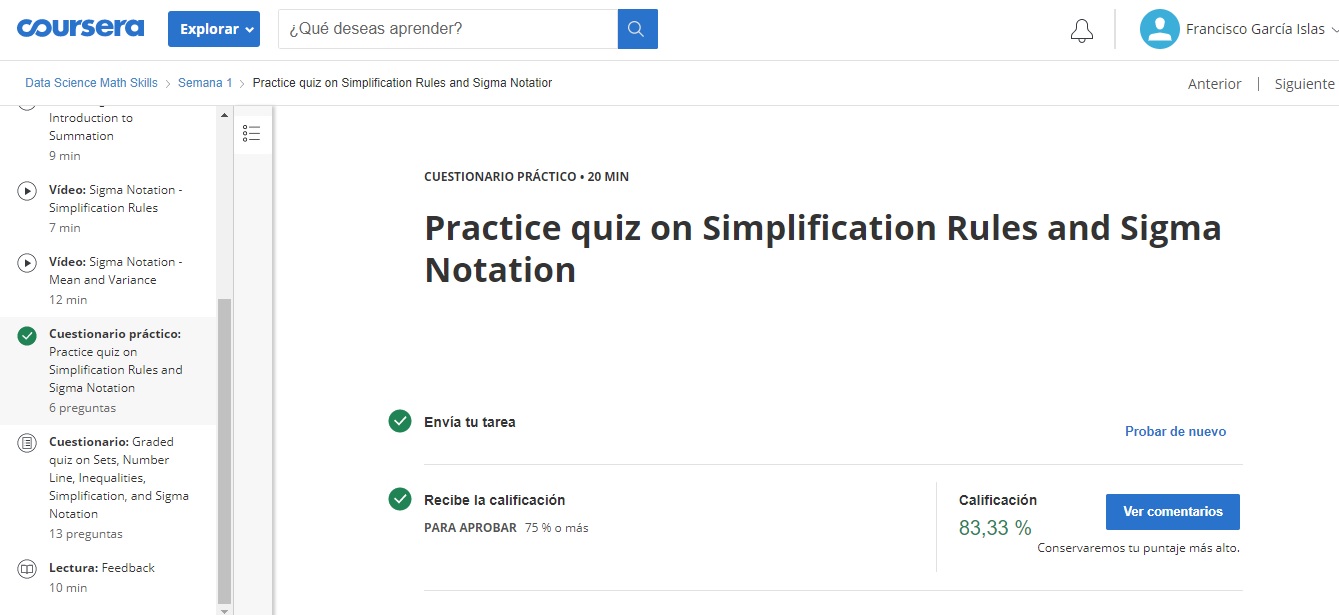 coursera
Explorar
¿Qué deseas aprender?
Francisco García Islas
Data Science Math Skills > Semana 1 > Practice quiz on Simplification Rules and Sigma Notation
Anterior | Siguiente
Introduction to
Summation
9 min
Vídeo: Sigma Notation -
Simplification Rules
7 min
Vídeo: Sigma Notation -
Mean and Variance
12 min
Cuestionario práctico:
Practice quiz on
Simplification Rules and
Sigma Notation
6 preguntas
Cuestionario: Graded
quiz on Sets, Number
Line, Inequalities,
Simplification, and Sigma
Notation
13 preguntas
Lectura: Feedback
10 min
CUESTIONARIO PRÁCTICO • 20 MIN
Practice quiz on Simplification Rules and Sigma
Notation
Envía tu tarea
Probar de nuevo
Recibe la calificación
PARA APROBAR 75 % o más
Calificación
83,33 %
Ver comentarios
Conservaremos tu puntaje más alto.